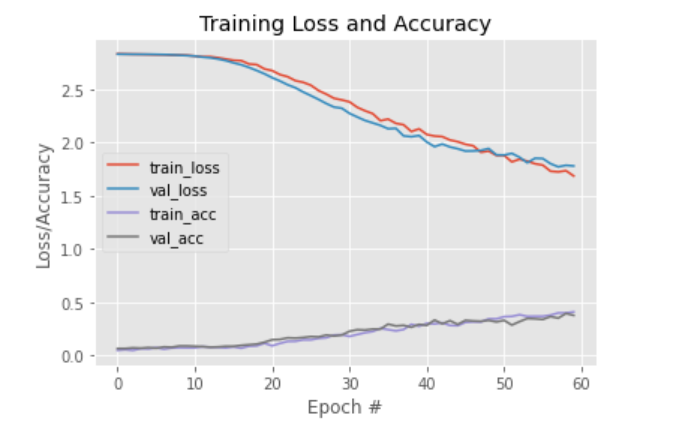 Training Loss and Accuracy
2.5
2.0
1.5
1.0
0.5
0.0
Loss/Accuracy
train_loss
val_loss
train_acc
val_acc
0 10 20 30 40 50 60
Epoch #